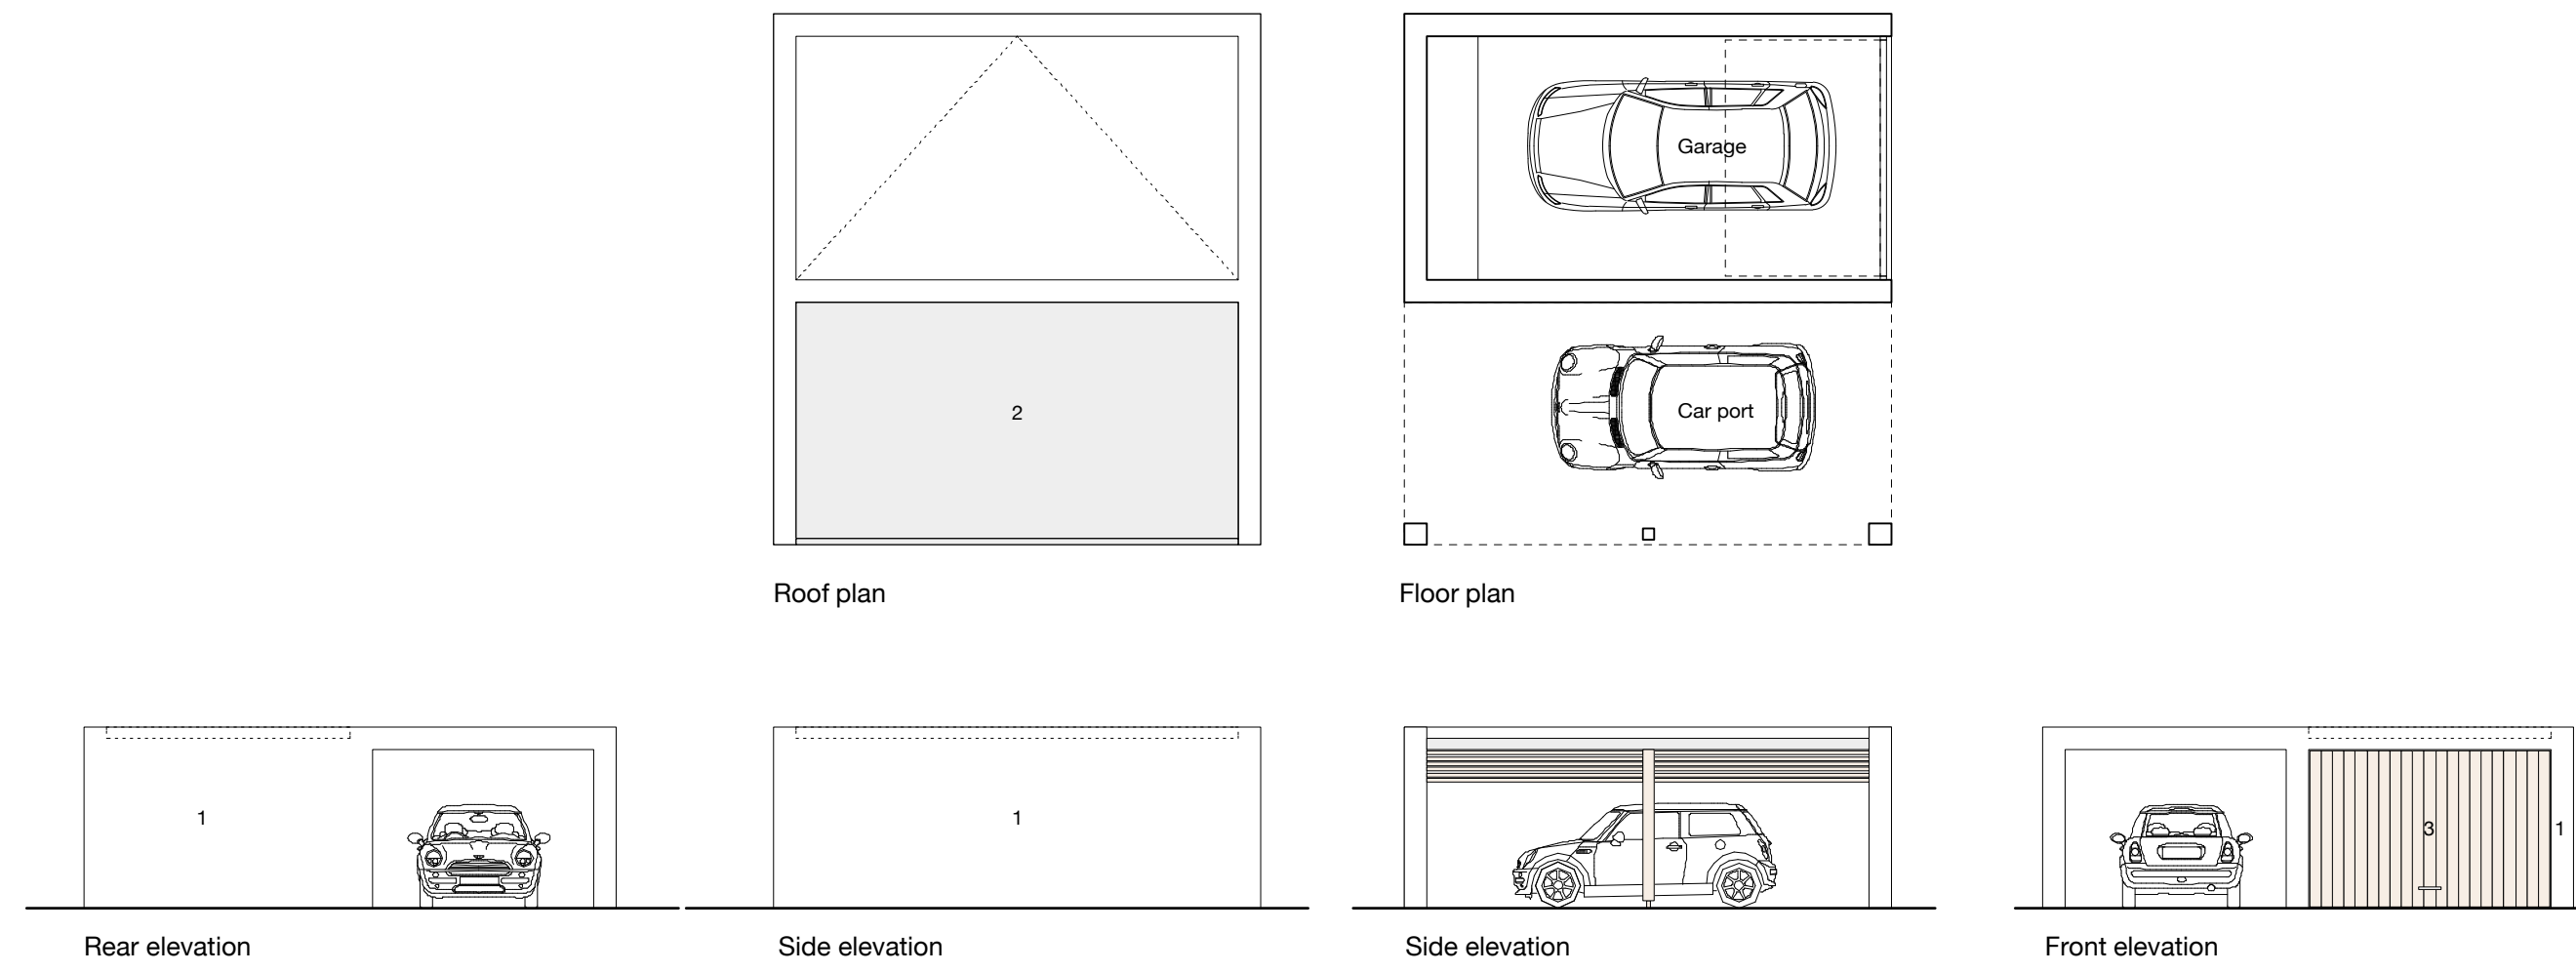 Garage
2
Car port
Roof plan
Floor plan
1
1
3
1
Rear elevation
Side elevation
Side elevation
Front elevation